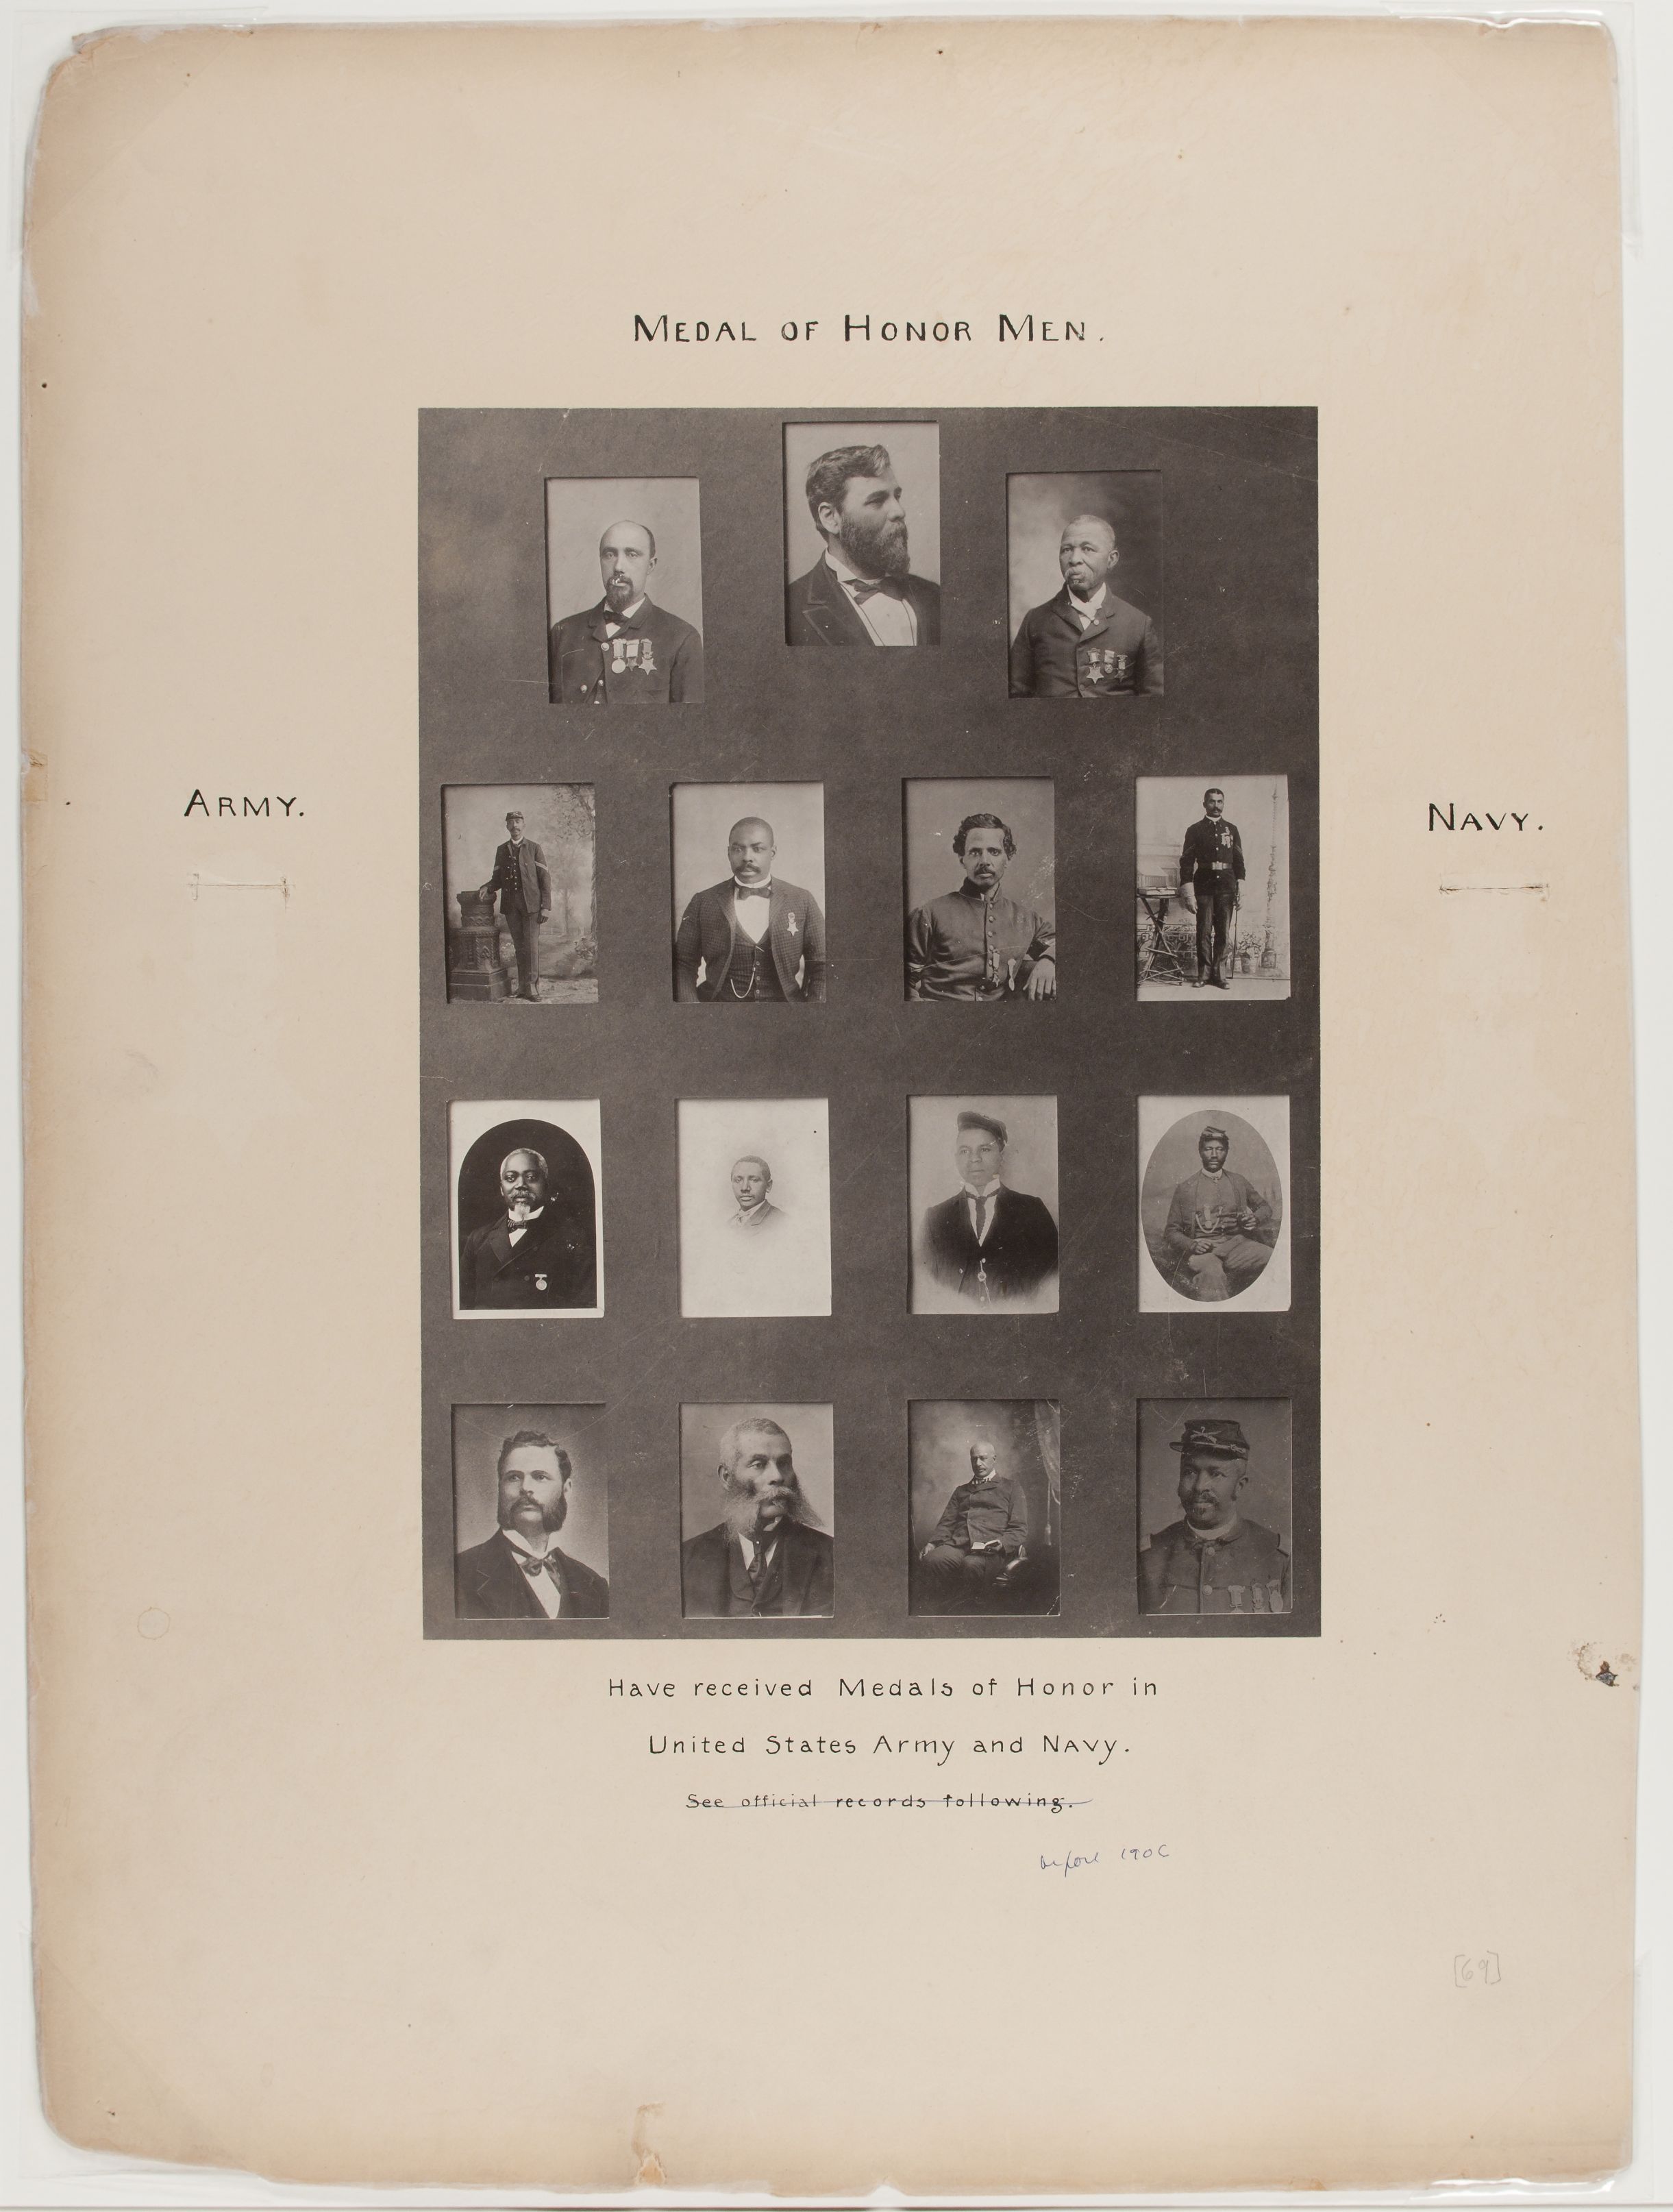 MEDAL OF HONOR MEN.
ARMY.
NAVY.
Have received Medals of Honor in
United States Army and Navy.
See official records following.
before 1906
[69]